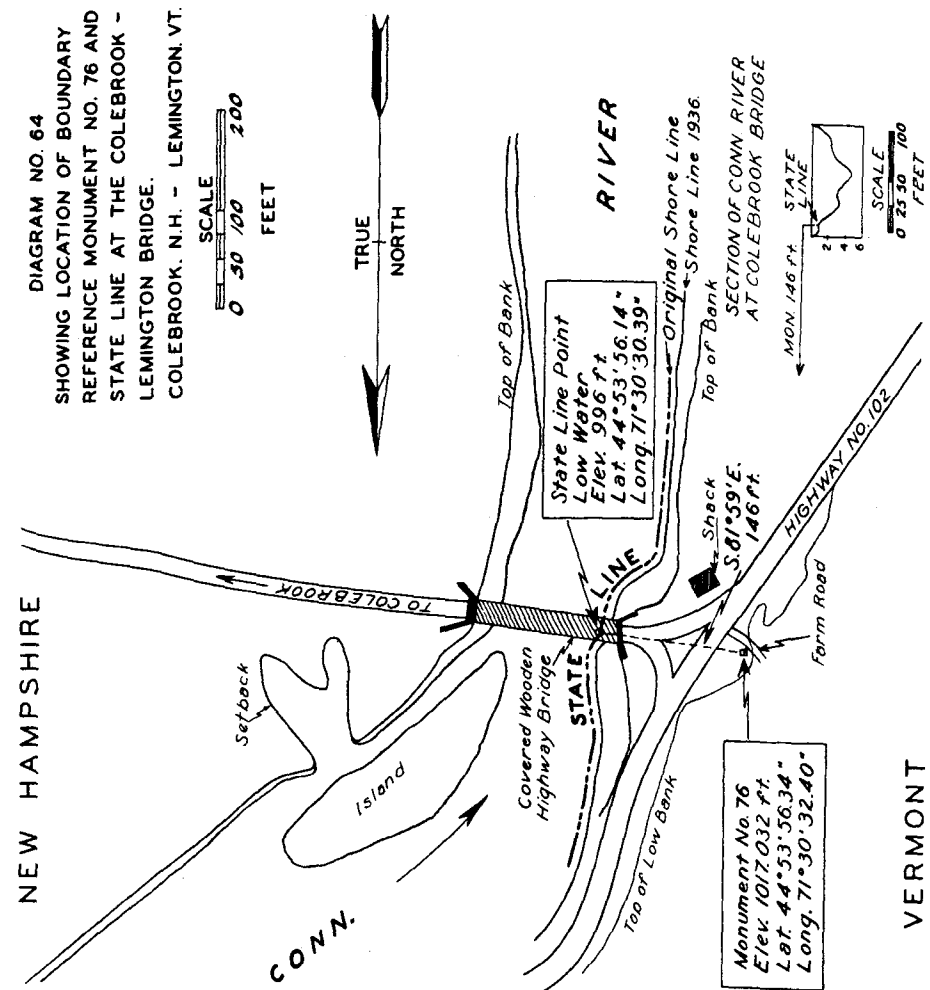 DIAGRAM NO. 64
SHOWING LOCATION OF BOUNDARY
REFERENCE MONUMENT NO. 76 AND
STATE LINE AT THE COLEBROOK -
LEMINGTON BRIDGE.
COLEBROOK. N.H. - LEMINGTON. VT.
SCALE
0 50 100 200
FEET
TRUE
NORTH
NEW HAMPSHIRE
TO COLEBROOK
Setback
Island
CONN.
RIVER
Top of Bank
Covered Wooden
Highway Bridge
STATE
LINE
State Line Point
Low Water
Elev. 996 ft.
Lat. 44°53'56.14"
Long. 71°30'30.39"
Original Shore Line
Shore Line 1936.
Top of Bank
SECTION OF CONN RIVER
AT COLEBROOK BRIDGE
MON. 146 ft.
STATE
LINE
2
4
6
SCALE
0 25 50 100
FEET
Shack
S.81°59'E.
146 ft.
HIGHWAY NO. 102
Farm Road
Top of Low Bank
Monument No. 76
Elev. 1017.032 ft.
Lat. 44°53'56.34"
Long. 71°30'32.40"
VERMONT